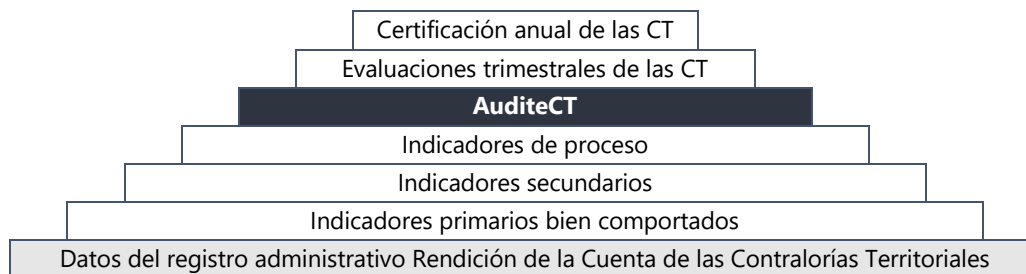 Certificación anual de las CT
Evaluaciones trimestrales de las CT
AuditeCT
Indicadores de proceso
Indicadores secundarios
Indicadores primarios bien comportados
Datos del registro administrativo Rendición de la Cuenta de las Contralorías Territoriales